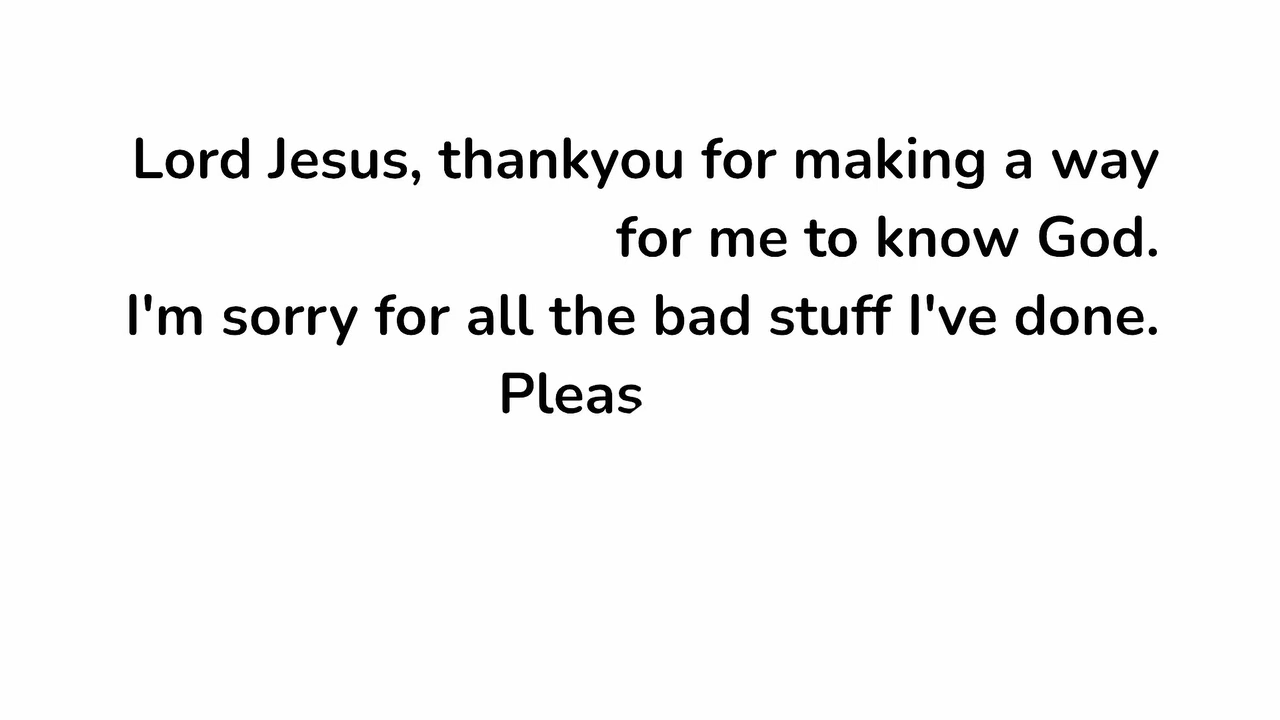 Lord Jesus, thankyou for making a way
for me to know God.
I'm sorry for all the bad stuff I've done.
Pleas